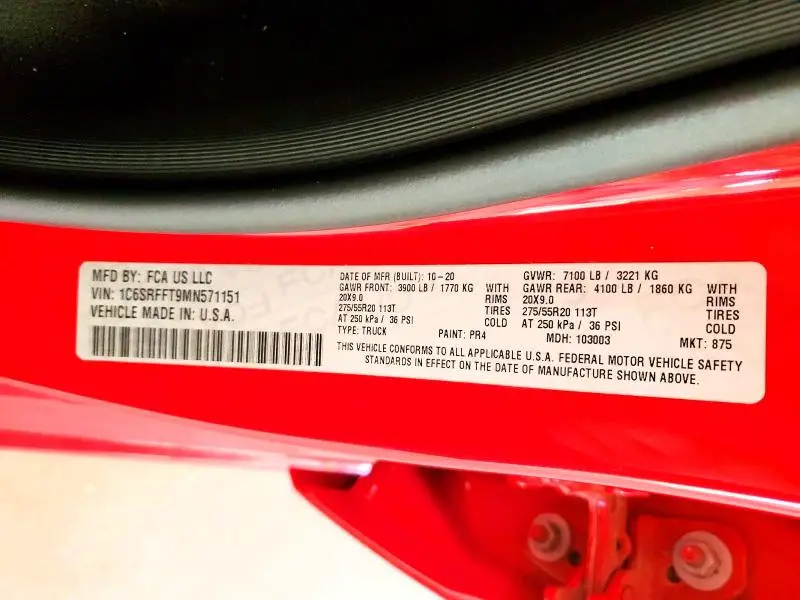 MFD BY: FCA US LLC
VIN: 1C6SRFFT9MN571151
VEHICLE MADE IN: U.S.A.
DATE OF MFR (BUILT): 10-20
GAWR FRONT: 3900 LB / 1770 KG WITH
20X9.0 RIMS
275/55R20 113T TIRES
AT 250 kPa / 36 PSI COLD
TYPE: TRUCK PAINT: PR4
GVWR: 7100 LB / 3221 KG
GAWR REAR: 4100 LB / 1860 KG WITH
20X9.0 RIMS
275/55R20 113T TIRES
AT 250 kPa / 36 PSI COLD
MDH: 103003 MKT: 875
THIS VEHICLE CONFORMS TO ALL APPLICABLE U.S.A. FEDERAL MOTOR VEHICLE SAFETY
STANDARDS IN EFFECT ON THE DATE OF MANUFACTURE SHOWN ABOVE.